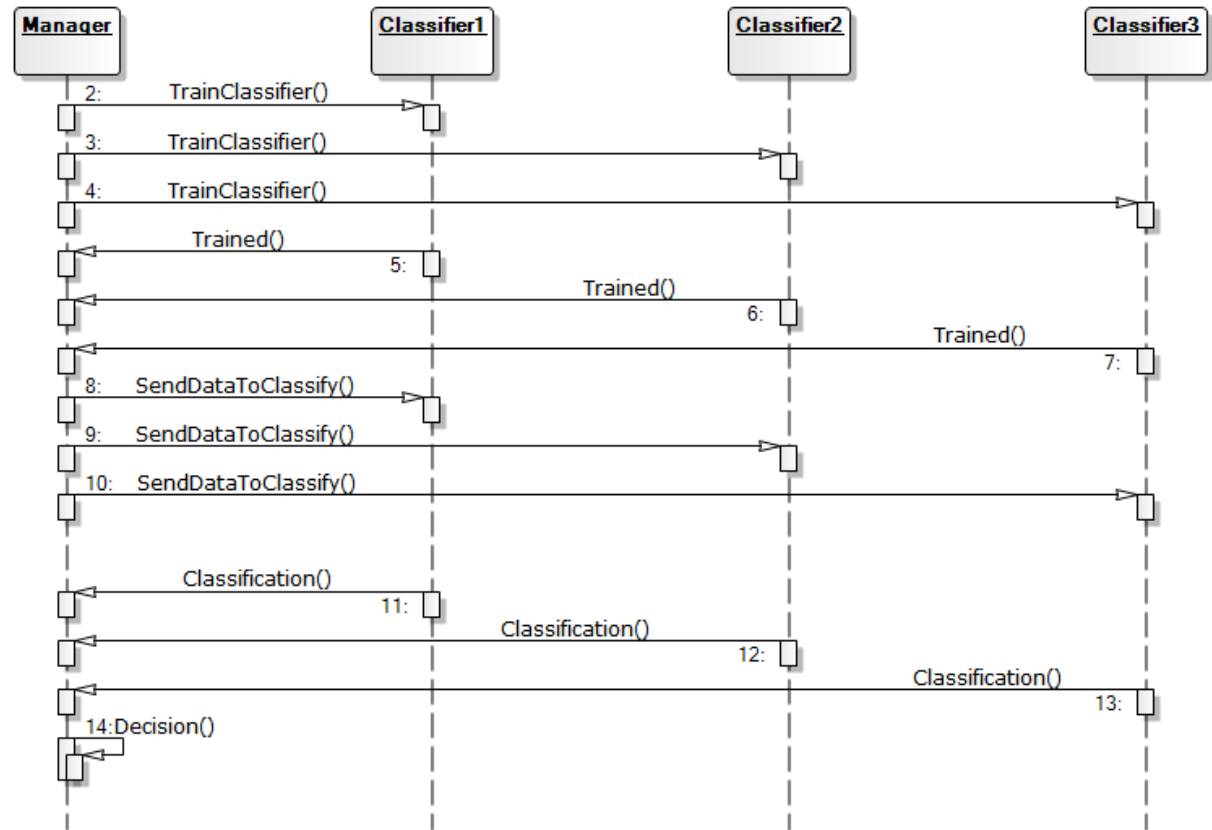 Manager Classifier1 Classifier2 Classifier3
2: TrainClassifier()
3: TrainClassifier()
4: TrainClassifier()
Trained()
5:
Trained()
6:
Trained()
7:
8: SendDataToClassify()
9: SendDataToClassify()
10: SendDataToClassify()
Classification()
11:
Classification()
12:
Classification()
13:
14:Decision()